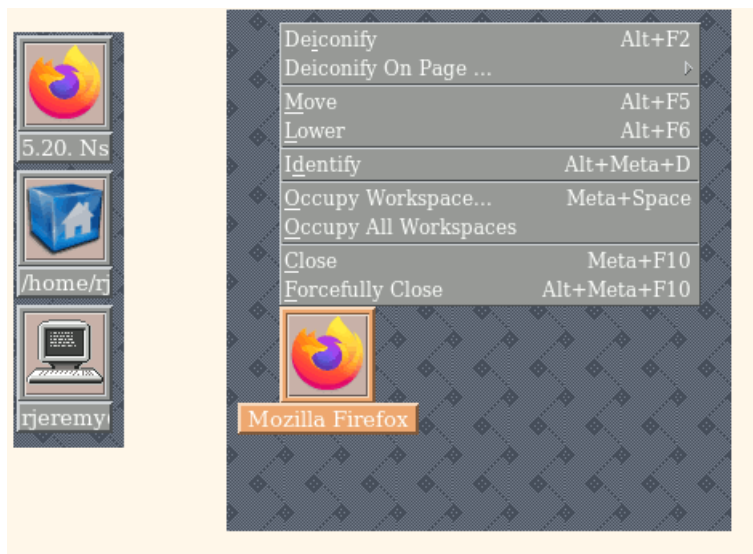 5.20. Ns
/home/rj
rjeremy
Deiconify Alt+F2
Deiconify On Page ...
Move Alt+F5
Lower Alt+F6
Identify Alt+Meta+D
Occupy Workspace... Meta+Space
Occupy All Workspaces
Close Meta+F10
Forcefully Close Alt+Meta+F10
Mozilla Firefox